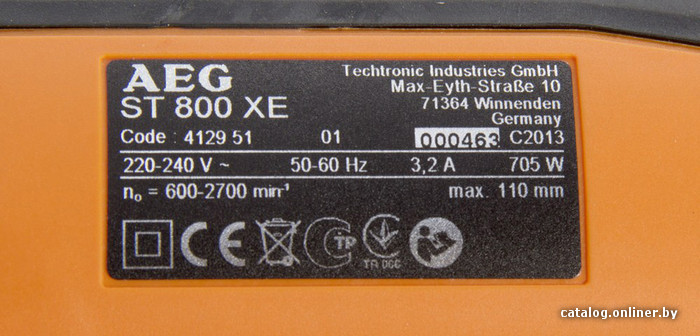 AEG
ST 800 XE
Techtronic Industries GmbH
Max-Eyth-Straße 10
71364 Winnenden
Germany
Code : 4129 51 01 000463 C2013
220-240 V ~ 50-60 Hz 3,2 A 705 W
n₀ = 600-2700 min⁻¹ max. 110 mm
CE TP
catalog.onliner.by